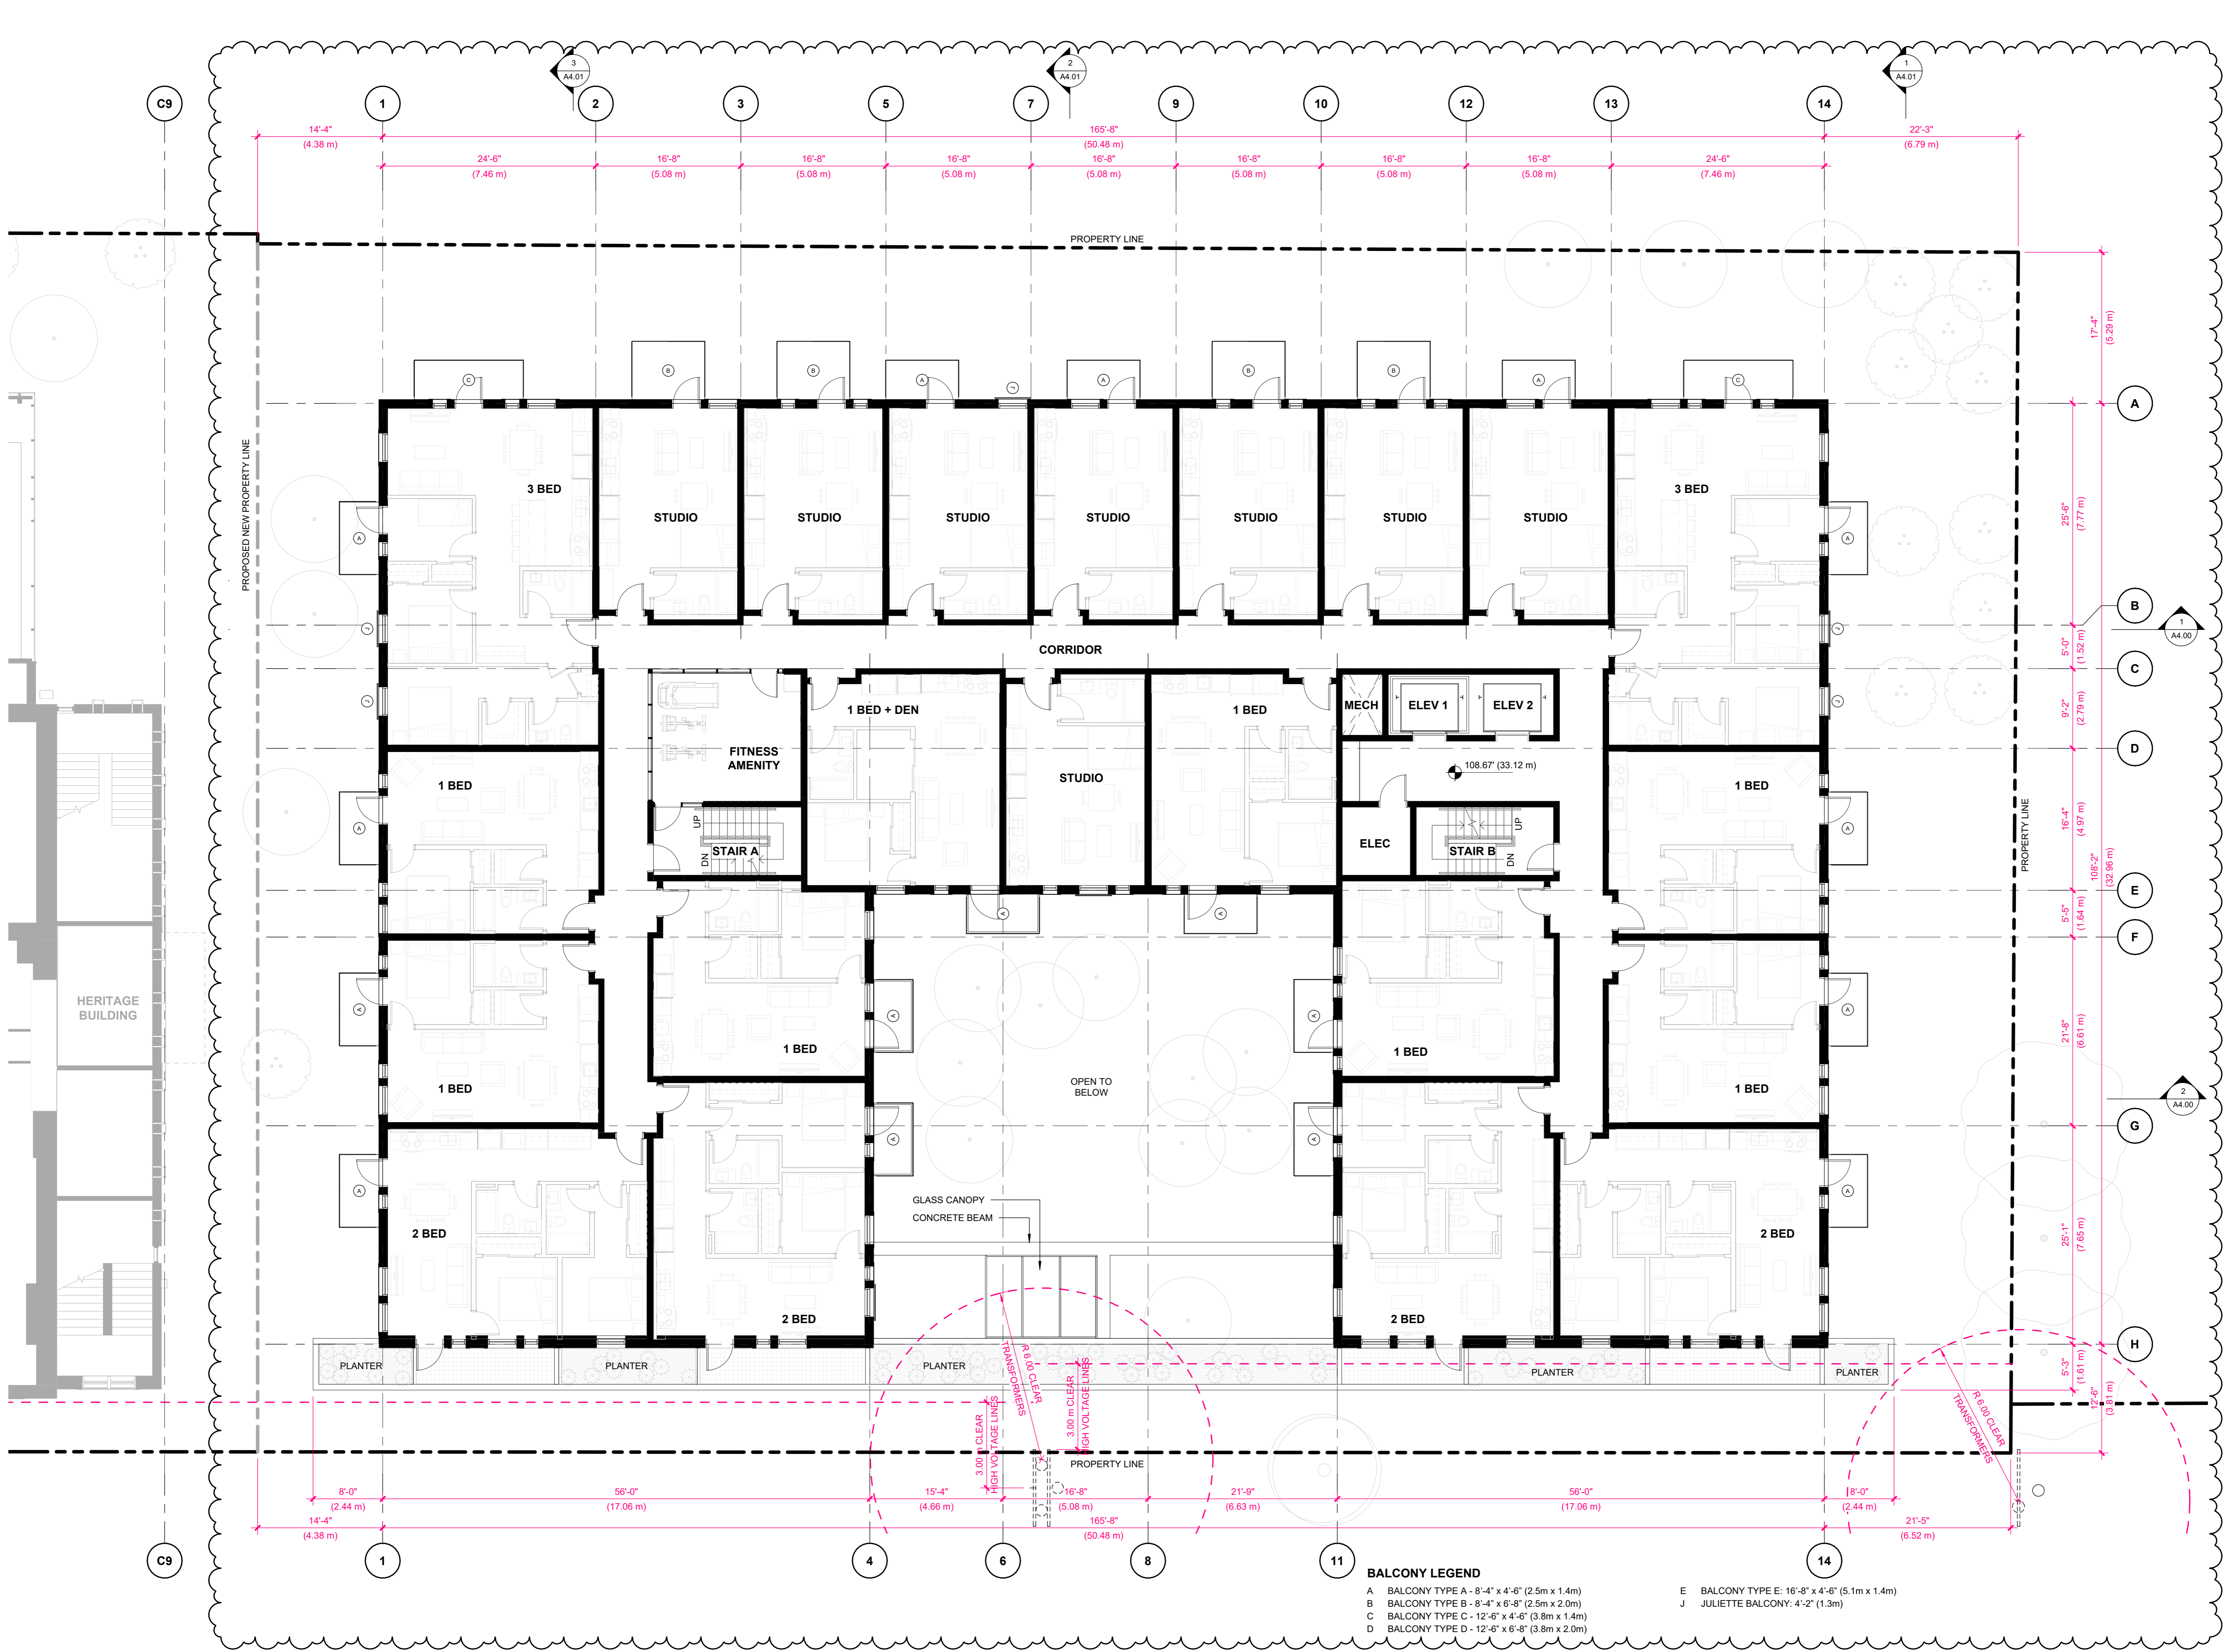 3
A4.01
2
A4.01
1
A4.01
C9
1
2
3
5
7
9
10
12
13
14
14'-4"
(4.38 m)
165'-8"
(50.48 m)
22'-3"
(6.79 m)
24'-6"
(7.46 m)
16'-8"
(5.08 m)
16'-8"
(5.08 m)
16'-8"
(5.08 m)
16'-8"
(5.08 m)
16'-8"
(5.08 m)
16'-8"
(5.08 m)
16'-8"
(5.08 m)
24'-6"
(7.46 m)
PROPERTY LINE
17'-4"
(5.29 m)
C
B
B
A
J
A
B
B
A
C
A
PROPOSED NEW PROPERTY LINE
3 BED
STUDIO
STUDIO
STUDIO
STUDIO
STUDIO
STUDIO
STUDIO
3 BED
25'-6"
(7.77 m)
A
A
B
1
A4.00
J
J
CORRIDOR
5'-0"
(1.52 m)
C
J
J
1 BED + DEN
1 BED
MECH
ELEV 1
ELEV 2
9'-2"
(2.79 m)
FITNESS
AMENITY
D
STUDIO
108.67' (33.12 m)
1 BED
1 BED
16'-4"
(4.97 m)
A
A
UP
DN
STAIR A
ELEC
STAIR B
UP
DN
PROPERTY LINE
108'-2"
(32.96 m)
E
A
A
5'-5"
(1.64 m)
F
HERITAGE
BUILDING
A
A
A
A
1 BED
1 BED
21'-8"
(6.61 m)
1 BED
1 BED
OPEN TO
BELOW
2
A4.00
G
A
A
A
A
GLASS CANOPY
CONCRETE BEAM
2 BED
2 BED
25'-1"
(7.65 m)
2 BED
2 BED
H
PLANTER
PLANTER
PLANTER
PLANTER
PLANTER
R 6.00 CLEAR
TRANSFORMERS
3.00 m CLEAR
HIGH VOLTAGE LINES
3.00 m CLEAR
HIGH VOLTAGE LINES
R 6.00 CLEAR
TRANSFORMERS
5'-3"
(1.61 m)
12'-6"
(3.81 m)
PROPERTY LINE
8'-0"
(2.44 m)
56'-0"
(17.06 m)
15'-4"
(4.66 m)
16'-8"
(5.08 m)
21'-9"
(6.63 m)
56'-0"
(17.06 m)
8'-0"
(2.44 m)
14'-4"
(4.38 m)
165'-8"
(50.48 m)
21'-5"
(6.52 m)
C9
1
4
6
8
11
14
BALCONY LEGEND
A BALCONY TYPE A - 8'-4" x 4'-6" (2.5m x 1.4m)
B BALCONY TYPE B - 8'-4" x 6'-8" (2.5m x 2.0m)
C BALCONY TYPE C - 12'-6" x 4'-6" (3.8m x 1.4m)
D BALCONY TYPE D - 12'-6" x 6'-8" (3.8m x 2.0m)
E BALCONY TYPE E: 16'-8" x 4'-6" (5.1m x 1.4m)
J JULIETTE BALCONY: 4'-2" (1.3m)